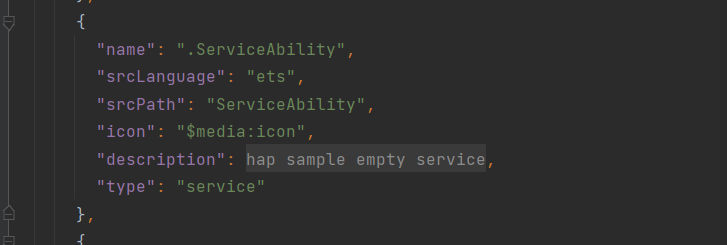 },
{
"name": ".ServiceAbility",
"srcLanguage": "ets",
"srcPath": "ServiceAbility",
"icon": "$media:icon",
"description": hap sample empty service,
"type": "service"
},
{